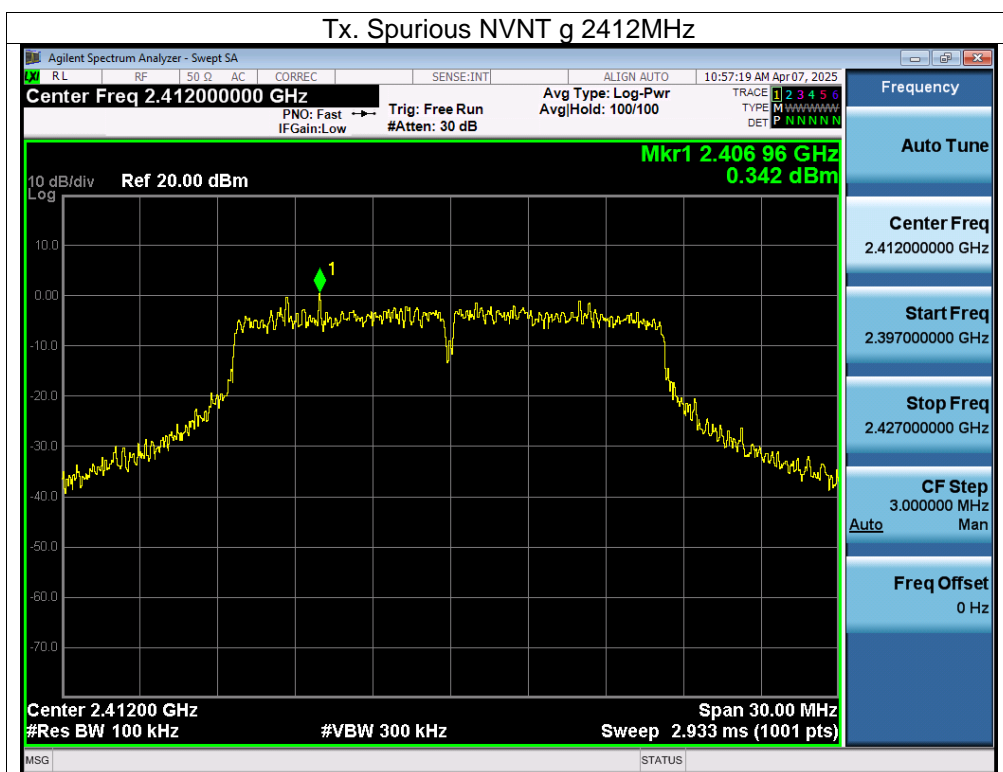 Tx. Spurious NVNT g 2412MHz
Agilent Spectrum Analyzer - Swept SA
LXI RL RF 50 Ω AC CORREC SENSE:INT ALIGN AUTO 10:57:19 AM Apr 07, 2025
Center Freq 2.412000000 GHz
PNO: Fast
IFGain:Low
Trig: Free Run
#Atten: 30 dB
Avg Type: Log-Pwr
Avg|Hold: 100/100
TRACE 1 2 3 4 5 6
TYPE M WWWWW
DET P N N N N N
Mkr1 2.406 96 GHz
0.342 dBm
10 dB/div Ref 20.00 dBm
Log
10.0
0.00
-10.0
-20.0
-30.0
-40.0
-50.0
-60.0
-70.0
1
Center 2.41200 GHz Span 30.00 MHz
#Res BW 100 kHz #VBW 300 kHz Sweep 2.933 ms (1001 pts)
MSG STATUS
Frequency
Auto Tune
Center Freq
2.412000000 GHz
Start Freq
2.397000000 GHz
Stop Freq
2.427000000 GHz
CF Step
3.000000 MHz
Auto Man
Freq Offset
0 Hz